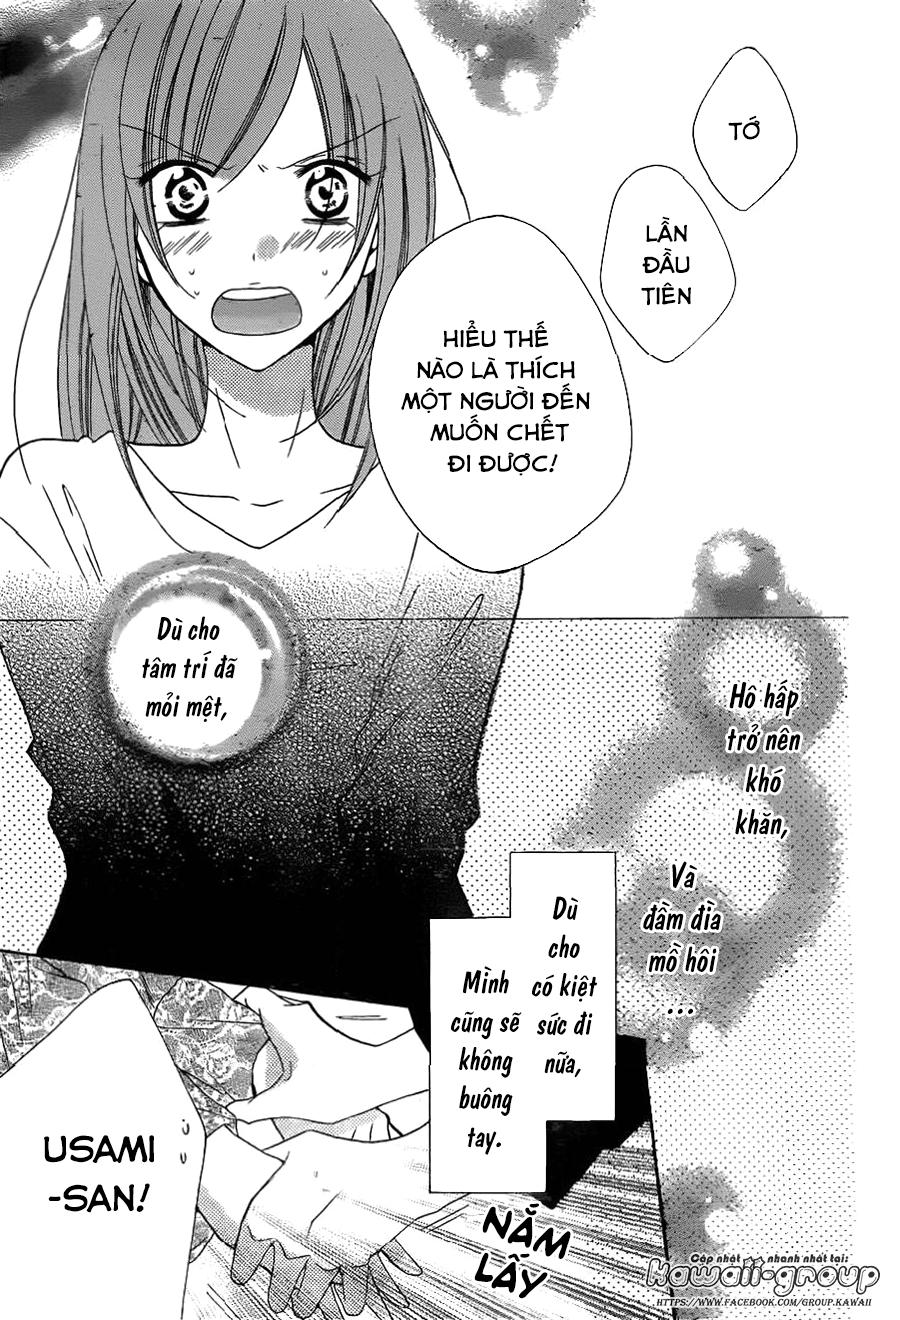 TỚ
LẦN
ĐẦU
TIÊN
HIỂU THẾ
NÀO LÀ THÍCH
MỘT NGƯỜI ĐẾN
MUỐN CHẾT
ĐI ĐƯỢC!
Hô hấp
trở nên
khó
khăn,
Và
đầm đìa
mồ hôi
...
Dù cho
tâm trí đã
mỏi mệt,
Dù
cho
có kiệt
sức đi
nữa,
Mình
cũng sẽ
không
buông
tay.
USAMI
-SAN!
NẮM
LẤY
Cập nhật nhanh nhất tại:
kawaii-group
HTTPS://WWW.FACEBOOK.COM/GROUP.KAWAII